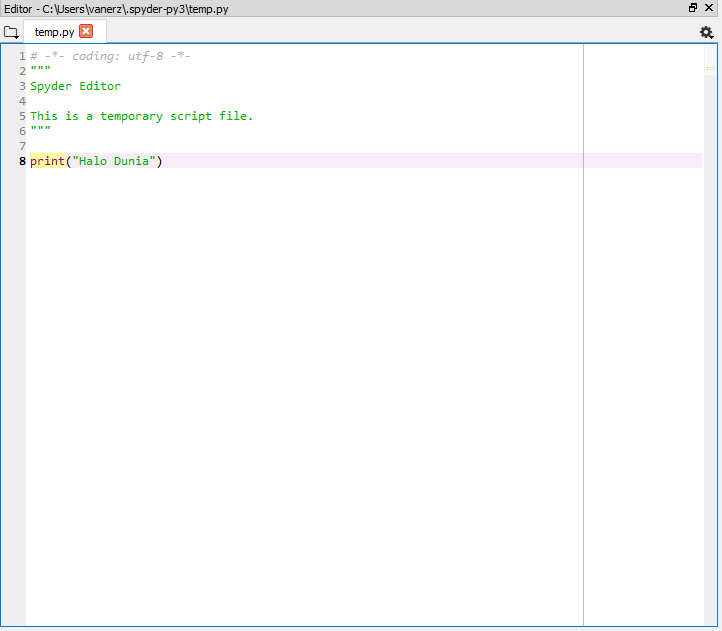 Editor - C:\Users\vanerz\.spyder-py3\temp.py
temp.py
1 # -*- coding: utf-8 -*-
2 """
3 Spyder Editor
4
5 This is a temporary script file.
6 """
7
8 print("Halo Dunia")